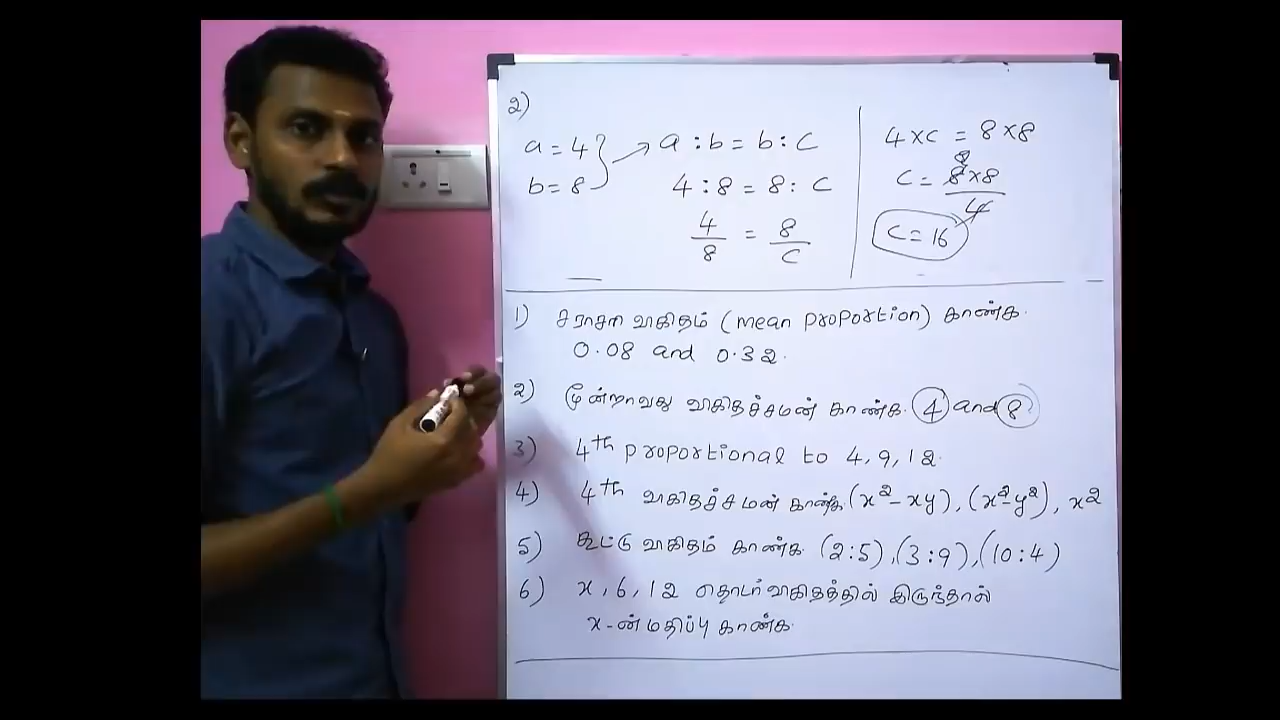 2)
a = 4
b = 8
a : b = b : c
4 : 8 = 8 : c
4/8 = 8/c
4 × c = 8 × 8
2
c = 8 × 8 / 4
c = 16
1) சராசரி விகிதம் (mean proportion) காண்க.
0.08 and 0.32.
2) மூன்றாவது விகிதச்சமன் காண்க. 4 and 8
3) 4th proportional to 4, 9, 12.
4) 4th விகிதச்சமன் காண்க (x² - xy), (x² - y²), x²
5) கூட்டு விகிதம் காண்க. (2:5), (3:9), (10:4)
6) x, 6, 12 தொடர் விகிதத்தில் இருந்தால்
x - ன் மதிப்பு காண்க.